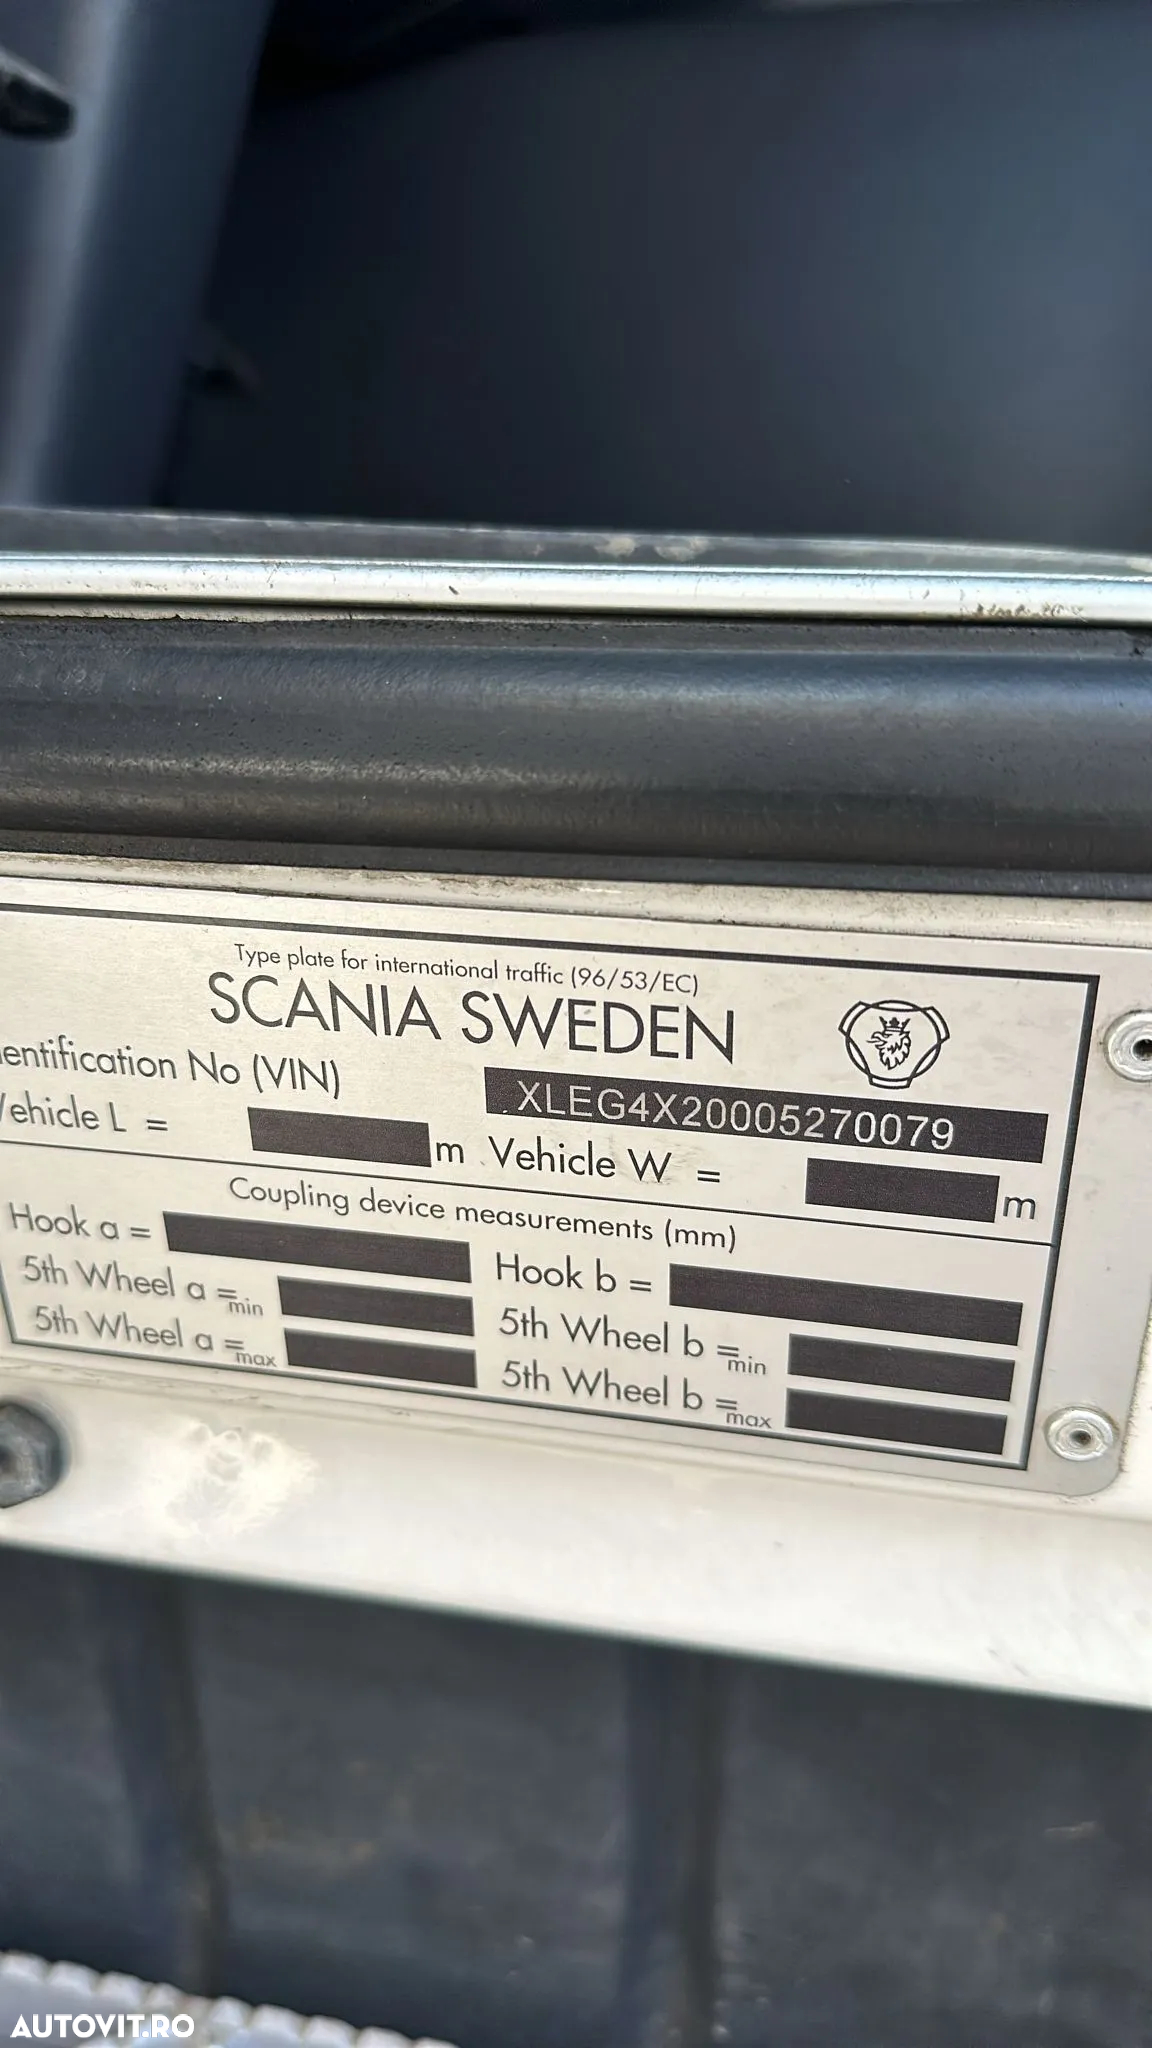 Type plate for international traffic (96/53/EC)
SCANIA SWEDEN
entification No (VIN) XLEG4X20005270079
Vehicle L = m Vehicle W = m
Coupling device measurements (mm)
Hook a = Hook b =
5th Wheel a =min 5th Wheel b =min
5th Wheel a =max 5th Wheel b =max
AUTOVIT.RO